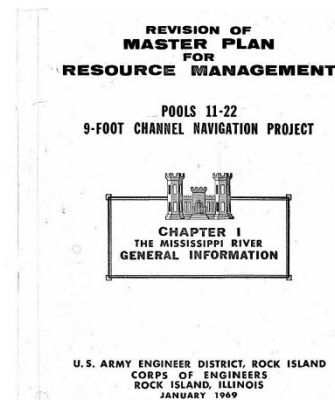 REVISION OF
MASTER PLAN
FOR
RESOURCE MANAGEMENT
POOLS 11-22
9-FOOT CHANNEL NAVIGATION PROJECT
CHAPTER I
THE MISSISSIPPI RIVER
GENERAL INFORMATION
U.S. ARMY ENGINEER DISTRICT, ROCK ISLAND
CORPS OF ENGINEERS
ROCK ISLAND, ILLINOIS
JANUARY 1969